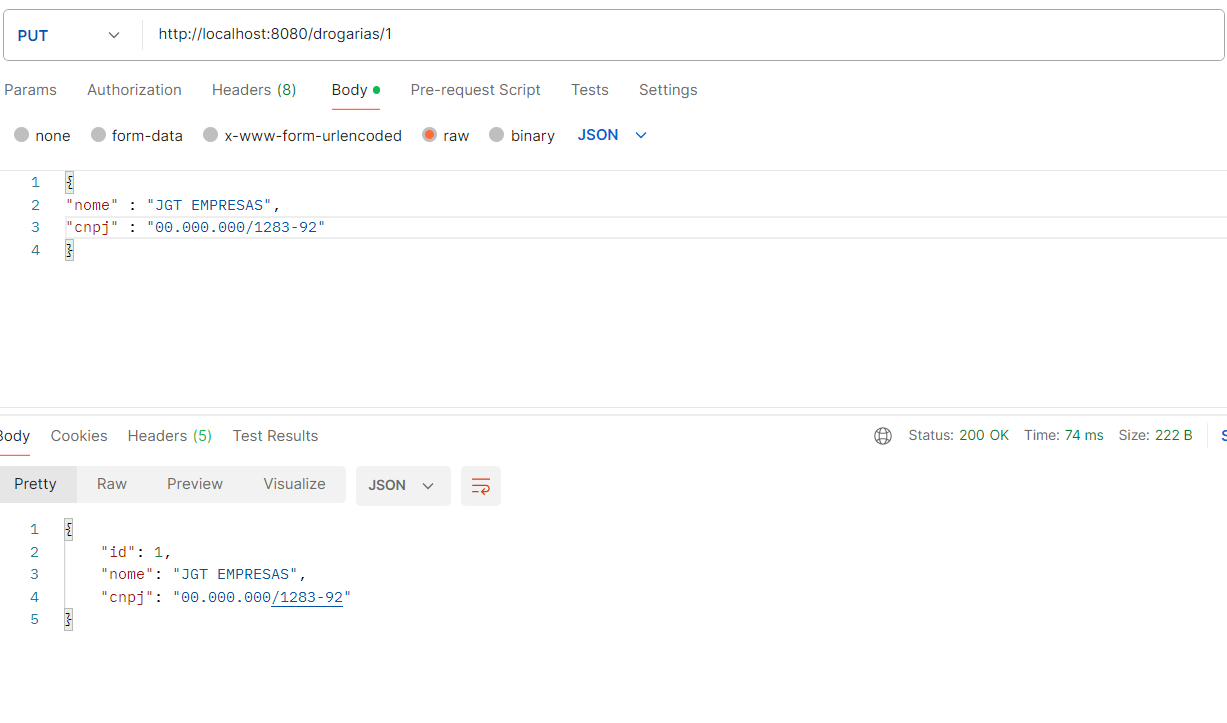 PUT http://localhost:8080/drogarias/1
Params Authorization Headers (8) Body Pre-request Script Tests Settings
none form-data x-www-form-urlencoded raw binary JSON
1 {
2 "nome" : "JGT EMPRESAS",
3 "cnpj" : "00.000.000/1283-92"
4 }
Body Cookies Headers (5) Test Results Status: 200 OK Time: 74 ms Size: 222 B S
Pretty Raw Preview Visualize JSON
1 {
2 "id": 1,
3 "nome": "JGT EMPRESAS",
4 "cnpj": "00.000.000/1283-92"
5 }